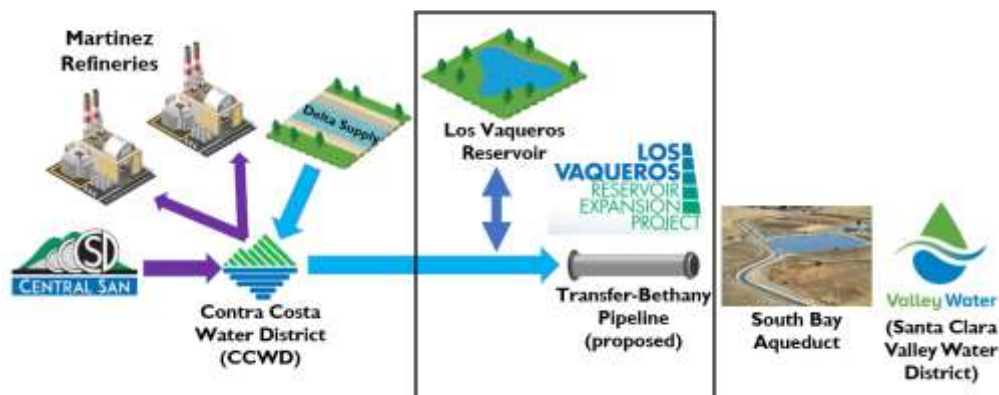 Martinez
Refineries
Delta Supply
Los Vaqueros
Reservoir
LOS
VAQUEROS
RESERVOIR
EXPANSION
PROJECT
CCCSD
CENTRAL SAN
Contra Costa
Water District
(CCWD)
Transfer-Bethany
Pipeline
(proposed)
South Bay
Aqueduct
Valley Water
(Santa Clara
Valley Water
District)